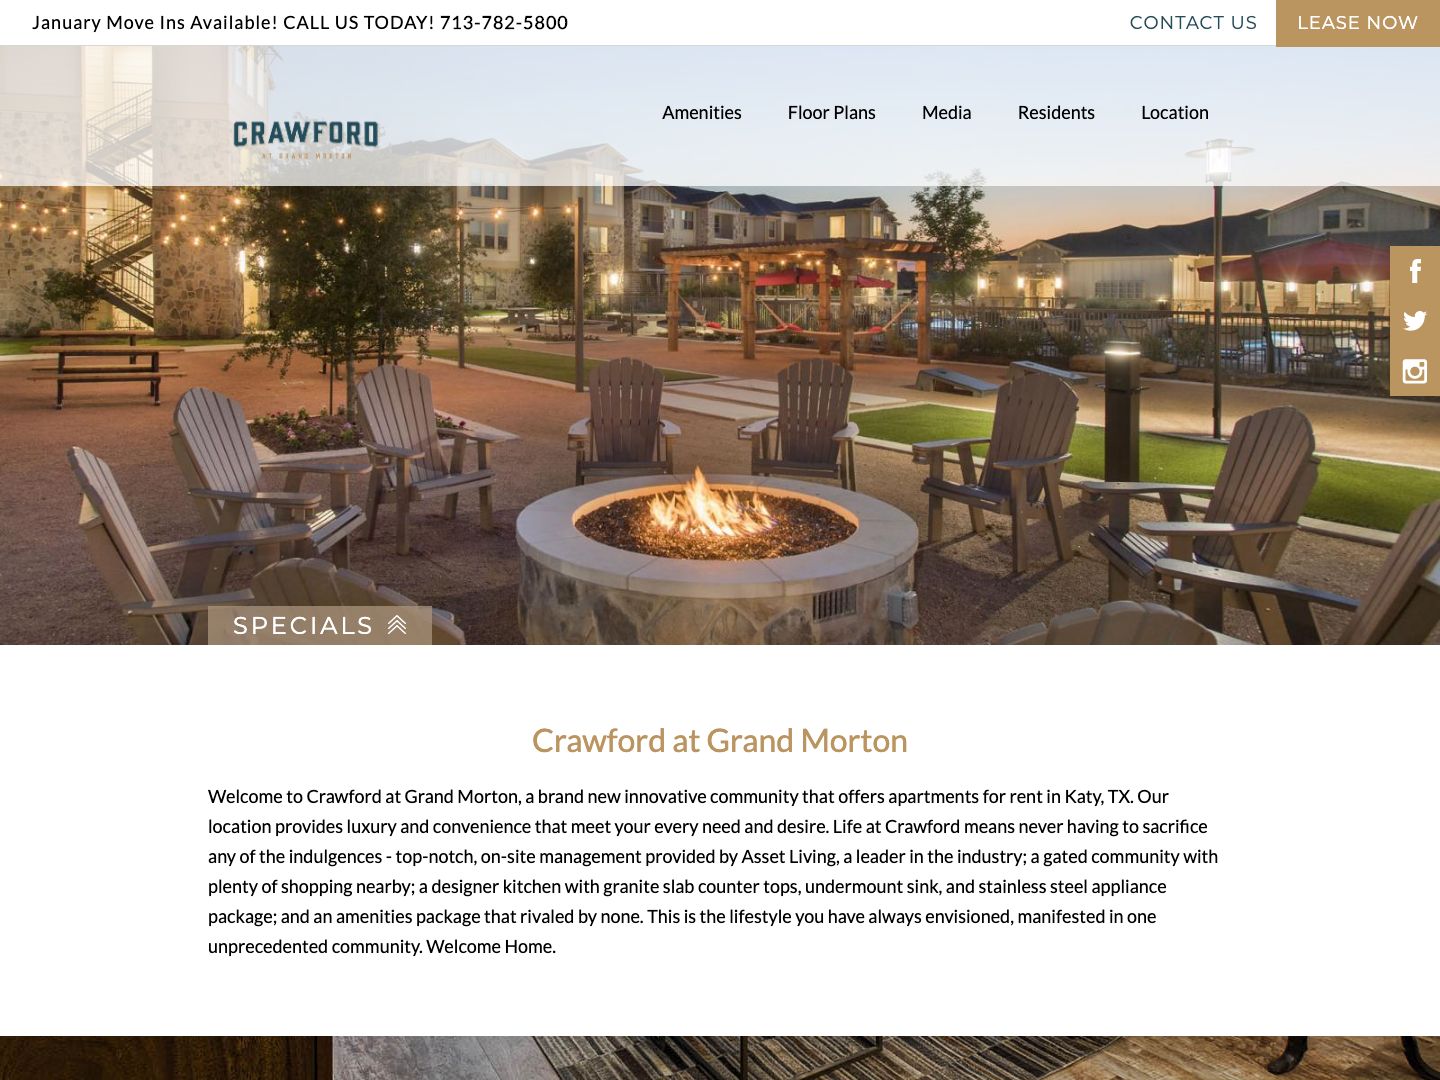 January Move Ins Available! CALL US TODAY! 713-782-5800
CONTACT US
LEASE NOW
CRAWFORD
AT GRAND MORTON
Amenities
Floor Plans
Media
Residents
Location
SPECIALS
Crawford at Grand Morton
Welcome to Crawford at Grand Morton, a brand new innovative community that offers apartments for rent in Katy, TX. Our
location provides luxury and convenience that meet your every need and desire. Life at Crawford means never having to sacrifice
any of the indulgences - top-notch, on-site management provided by Asset Living, a leader in the industry; a gated community with
plenty of shopping nearby; a designer kitchen with granite slab counter tops, undermount sink, and stainless steel appliance
package; and an amenities package that rivaled by none. This is the lifestyle you have always envisioned, manifested in one
unprecedented community. Welcome Home.